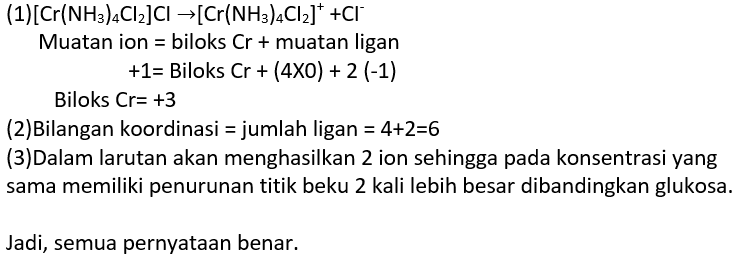 (1)[Cr(NH₃)₄Cl₂]Cl →[Cr(NH₃)₄Cl₂]⁺ +Cl⁻
Muatan ion = biloks Cr + muatan ligan
+1= Biloks Cr + (4X0) + 2 (-1)
Biloks Cr= +3
(2)Bilangan koordinasi = jumlah ligan = 4+2=6
(3)Dalam larutan akan menghasilkan 2 ion sehingga pada konsentrasi yang
sama memiliki penurunan titik beku 2 kali lebih besar dibandingkan glukosa.
Jadi, semua pernyataan benar.